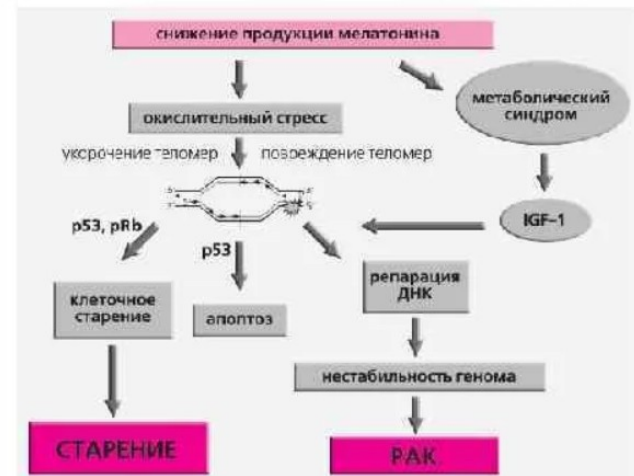 снижение продукции мелатонина
метаболический
синдром
окислительный стресс
укорочение теломер
повреждение теломер
IGF–1
p53, pRb
p53
клеточное
старение
апоптоз
репарация
ДНК
нестабильность генома
СТАРЕНИЕ
РАК